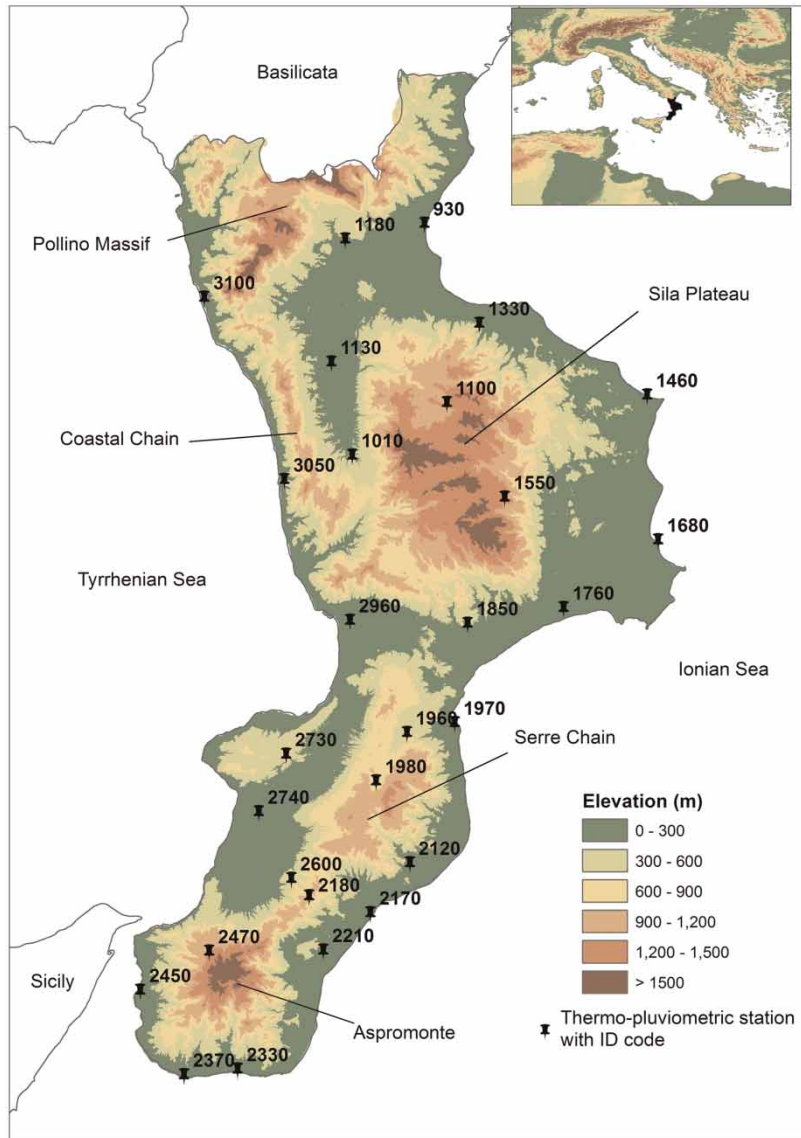 Basilicata
930
1180
Pollino Massif
3100
1330
Sila Plateau
1130
1100
1460
Coastal Chain
1010
3050
1550
1680
Tyrrhenian Sea
2960
1850
1760
Ionian Sea
1960
1970
2730
Serre Chain
1980
2740
Elevation (m)
0 - 300
300 - 600
600 - 900
900 - 1,200
1,200 - 1,500
> 1500
2120
2600
2180
2170
2470
2210
Sicily
2450
Aspromonte
Thermo-pluviometric station
with ID code
2370
2330